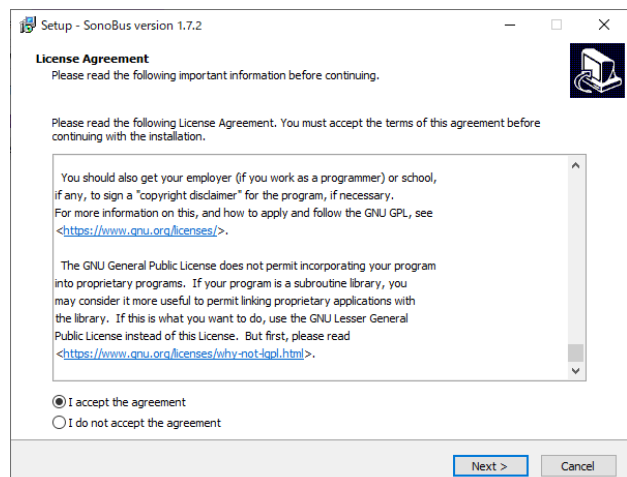 Setup - SonoBus version 1.7.2
License Agreement
Please read the following important information before continuing.
Please read the following License Agreement. You must accept the terms of this agreement before
continuing with the installation.
You should also get your employer (if you work as a programmer) or school,
if any, to sign a "copyright disclaimer" for the program, if necessary.
For more information on this, and how to apply and follow the GNU GPL, see
<https://www.gnu.org/licenses/>.
The GNU General Public License does not permit incorporating your program
into proprietary programs.  If your program is a subroutine library, you
may consider it more useful to permit linking proprietary applications with
the library.  If this is what you want to do, use the GNU Lesser General
Public License instead of this License.  But first, please read
<https://www.gnu.org/licenses/why-not-lgpl.html>.
I accept the agreement
I do not accept the agreement
Next >
Cancel